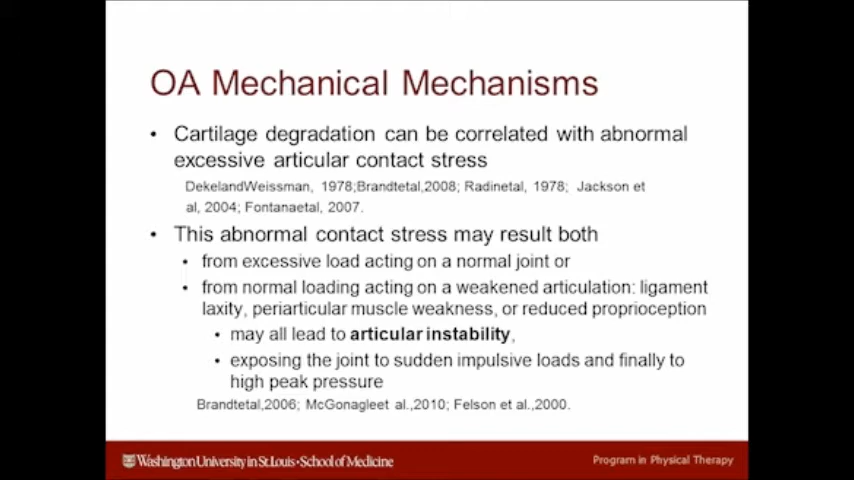 OA Mechanical Mechanisms
• Cartilage degradation can be correlated with abnormal
excessive articular contact stress
DekelandWeissman, 1978;Brandtetal,2008; Radinetal, 1978; Jackson et
al, 2004; Fontanaetal, 2007.
• This abnormal contact stress may result both
• from excessive load acting on a normal joint or
• from normal loading acting on a weakened articulation: ligament
laxity, periarticular muscle weakness, or reduced proprioception
• may all lead to articular instability,
• exposing the joint to sudden impulsive loads and finally to
high peak pressure
Brandtetal,2006; McGonagleet al.,2010; Felson et al.,2000.
Washington University in St. Louis • School of Medicine
Program in Physical Therapy